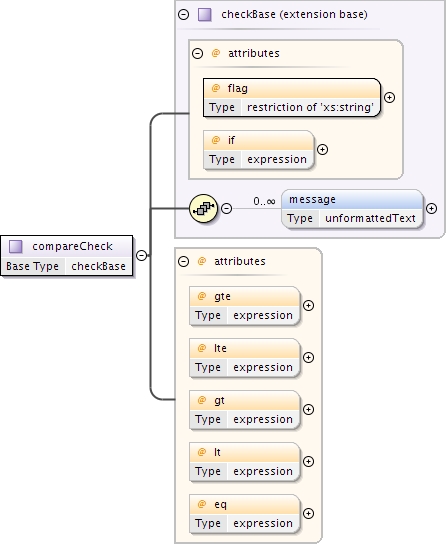 checkBase (extension base)
@ attributes
@ flag
Type restriction of 'xs:string'
@ if
Type expression
0..∞
message
Type unformattedText
compareCheck
Base Type checkBase
@ attributes
@ gte
Type expression
@ lte
Type expression
@ gt
Type expression
@ lt
Type expression
@ eq
Type expression